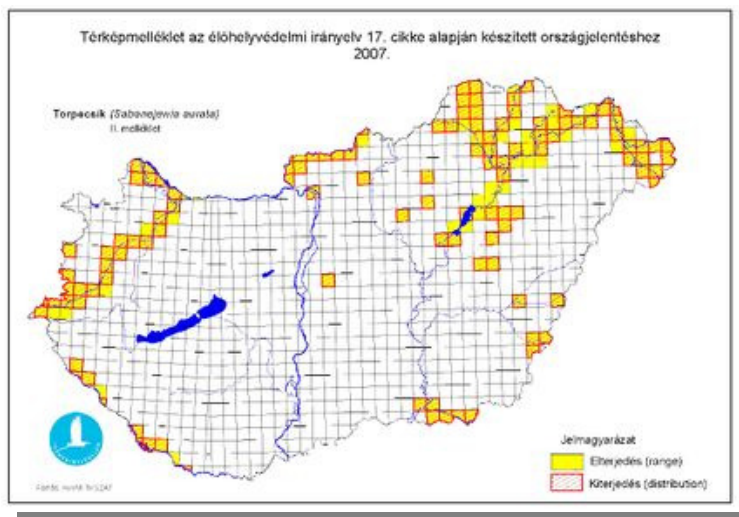 Térképmelléklet az élőhelyvédelmi irányelv 17. cikke alapján készített országjelentéshez
2007.
Torpecsík (Sabanejewia aurata)
II. melléklet
Jelmagyarázat
Elterjedés (range)
Kiterjedés (distribution)